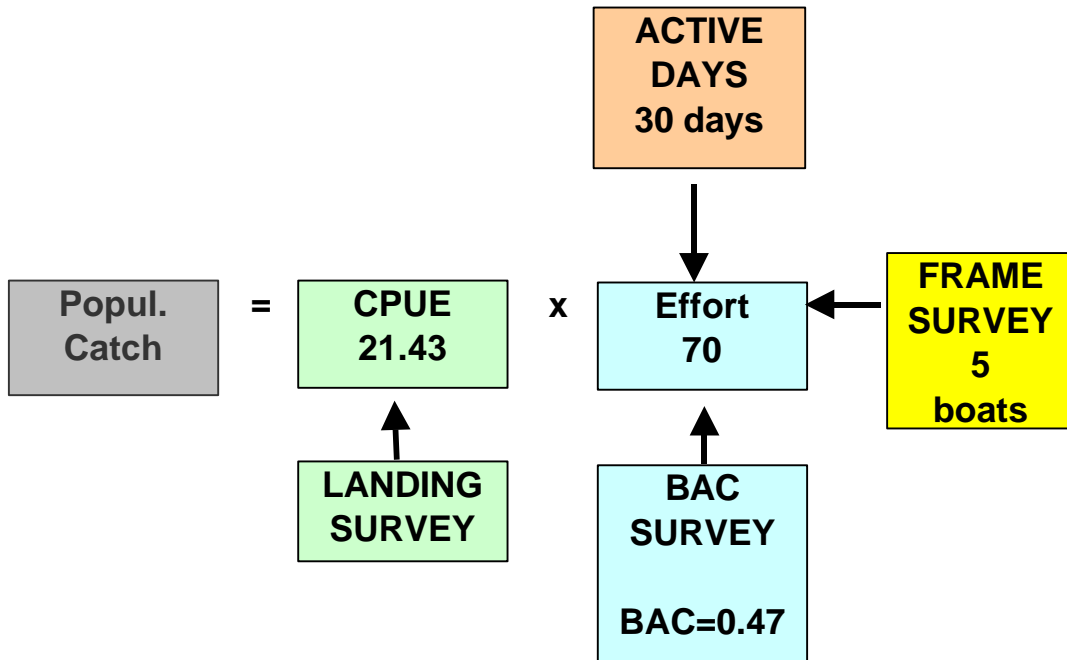 ACTIVE
DAYS
30 days
Popul.
Catch
=
CPUE
21.43
x
Effort
70
FRAME
SURVEY
5
boats
LANDING
SURVEY
BAC
SURVEY
BAC=0.47